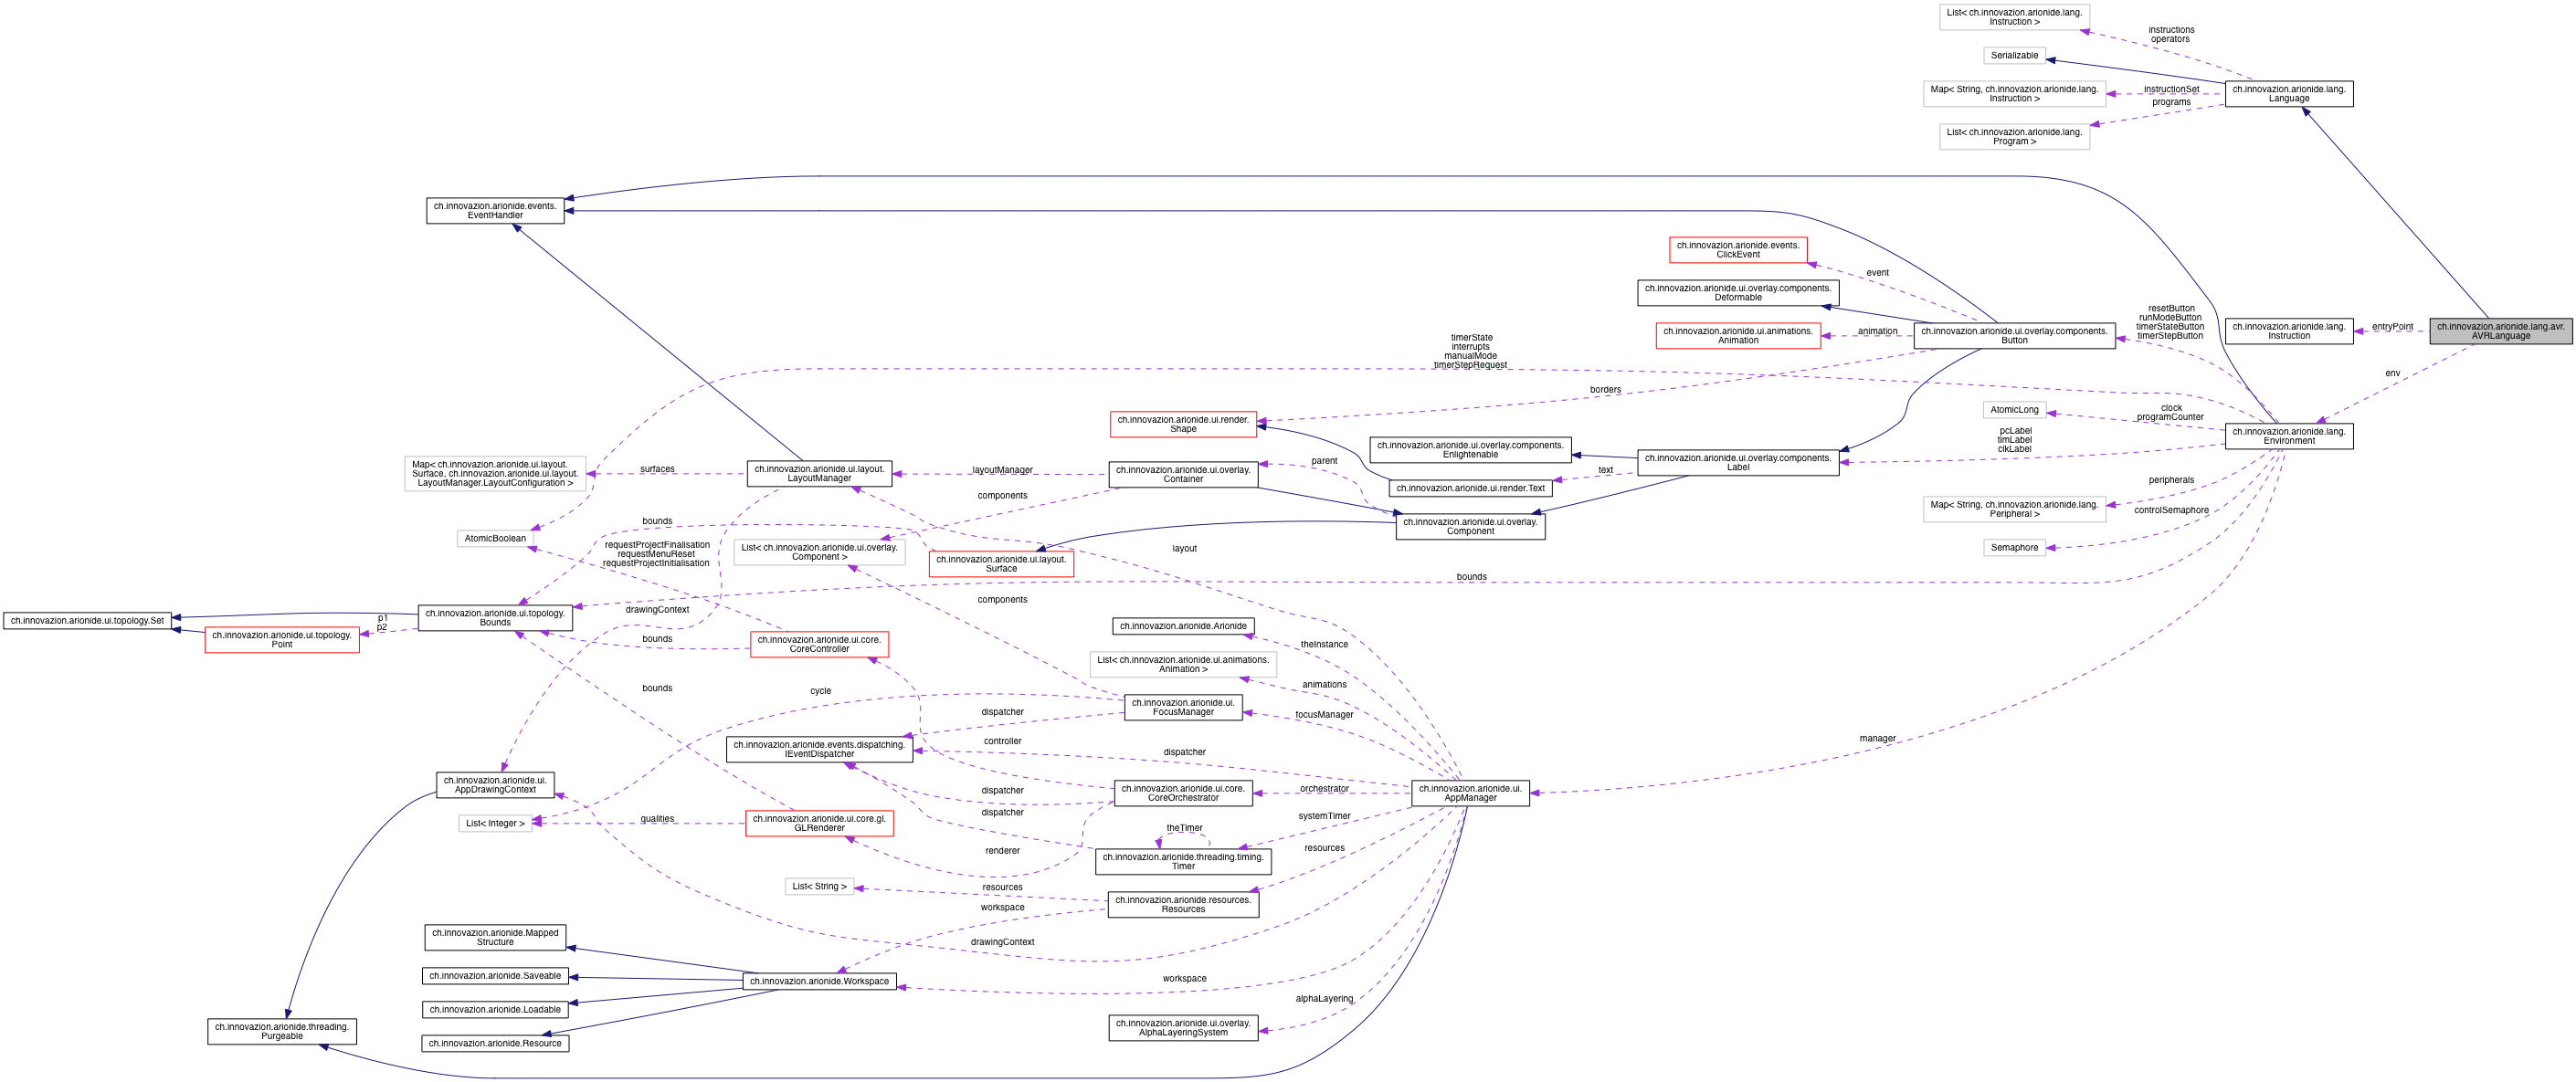 List< ch.innovazion.arionide.lang.
Instruction >
instructions
operators
Serializable
Map< String, ch.innovazion.arionide.lang.
Instruction >
instructionSet
programs
ch.innovazion.arionide.lang.
Language
List< ch.innovazion.arionide.lang.
Program >
ch.innovazion.arionide.events.
EventHandler
ch.innovazion.arionide.events.
ClickEvent
event
ch.innovazion.arionide.ui.overlay.components.
Deformable
ch.innovazion.arionide.ui.animations.
Animation
animation
ch.innovazion.arionide.ui.overlay.components.
Button
resetButton
runModeButton
timerStateButton
timerStepButton
ch.innovazion.arionide.lang.
Instruction
entryPoint
ch.innovazion.arionide.lang.avr.
AVRLanguage
timerState
interrupts
manualMode
timerStepRequest
borders
env
ch.innovazion.arionide.ui.render.
Shape
AtomicLong
clock
programCounter
ch.innovazion.arionide.lang.
Environment
ch.innovazion.arionide.ui.overlay.components.
Enlightenable
ch.innovazion.arionide.ui.overlay.components.
Label
pcLabel
timLabel
clkLabel
Map< ch.innovazion.arionide.ui.layout.
Surface, ch.innovazion.arionide.ui.layout.
LayoutManager.LayoutConfiguration >
surfaces
ch.innovazion.arionide.ui.layout.
LayoutManager
layoutManager
ch.innovazion.arionide.ui.overlay.
Container
parent
text
ch.innovazion.arionide.ui.render.Text
components
peripherals
Map< String, ch.innovazion.arionide.lang.
Peripheral >
controlSemaphore
Semaphore
bounds
AtomicBoolean
ch.innovazion.arionide.ui.overlay.
Component
List< ch.innovazion.arionide.ui.overlay.
Component >
requestProjectFinalisation
requestMenuReset
requestProjectInitialisation
ch.innovazion.arionide.ui.layout.
Surface
layout
bounds
components
ch.innovazion.arionide.ui.topology.Set
p1
p2
ch.innovazion.arionide.ui.topology.
Point
ch.innovazion.arionide.ui.topology.
Bounds
drawingContext
bounds
ch.innovazion.arionide.ui.core.
CoreController
ch.innovazion.arionide.Arionide
theInstance
List< ch.innovazion.arionide.ui.animations.
Animation >
animations
bounds
cycle
ch.innovazion.arionide.ui.
FocusManager
focusManager
dispatcher
controller
dispatcher
manager
ch.innovazion.arionide.events.dispatching.
IEventDispatcher
ch.innovazion.arionide.ui.
AppDrawingContext
dispatcher
ch.innovazion.arionide.ui.core.
CoreOrchestrator
orchestrator
ch.innovazion.arionide.ui.
AppManager
List< Integer >
qualities
ch.innovazion.arionide.ui.core.gl.
GLRenderer
dispatcher
systemTimer
theTimer
renderer
ch.innovazion.arionide.threading.timing.
Timer
resources
List< String >
resources
ch.innovazion.arionide.resources.
Resources
workspace
ch.innovazion.arionide.Mapped
Structure
drawingContext
ch.innovazion.arionide.Saveable
ch.innovazion.arionide.Workspace
workspace
ch.innovazion.arionide.Loadable
alphaLayering
ch.innovazion.arionide.threading.
Purgeable
ch.innovazion.arionide.Resource
ch.innovazion.arionide.ui.overlay.
AlphaLayeringSystem